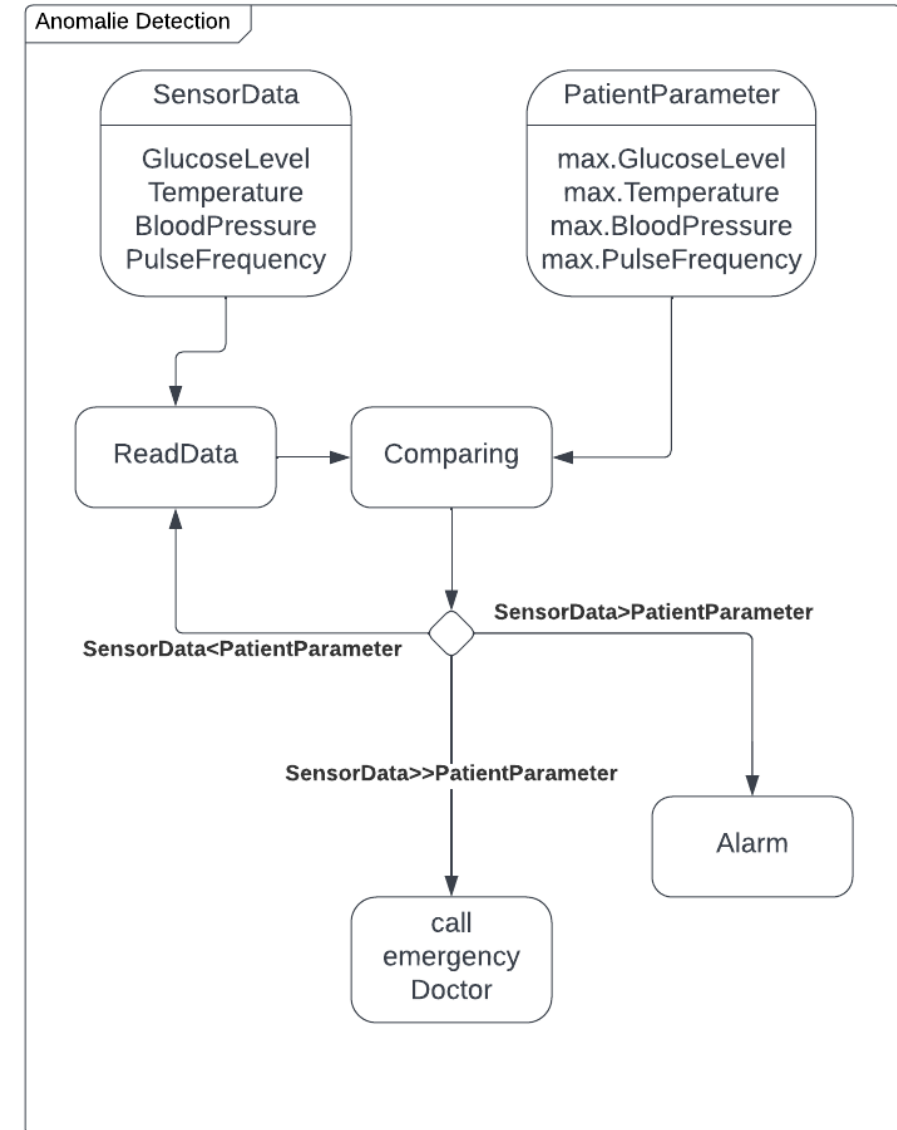 Anomalie Detection
SensorData
GlucoseLevel
Temperature
BloodPressure
PulseFrequency
PatientParameter
max.GlucoseLevel
max.Temperature
max.BloodPressure
max.PulseFrequency
ReadData
Comparing
SensorData>PatientParameter
SensorData<PatientParameter
SensorData>>PatientParameter
Alarm
call
emergency
Doctor